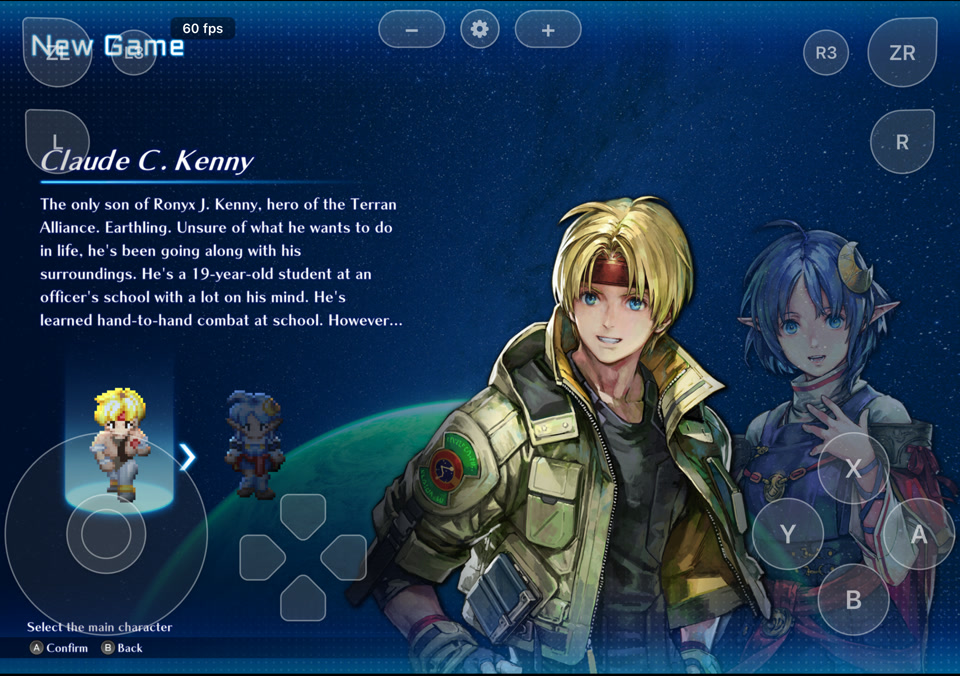 60 fps
New Game
ZL
L3
R3
ZR
L
R
Claude C. Kenny
The only son of Ronyx J. Kenny, hero of the Terran
Alliance. Earthling. Unsure of what he wants to do
in life, he's been going along with his
surroundings. He's a 19-year-old student at an
officer's school with a lot on his mind. He's
learned hand-to-hand combat at school. However...
X
Y
A
B
Select the main character
A Confirm B Back